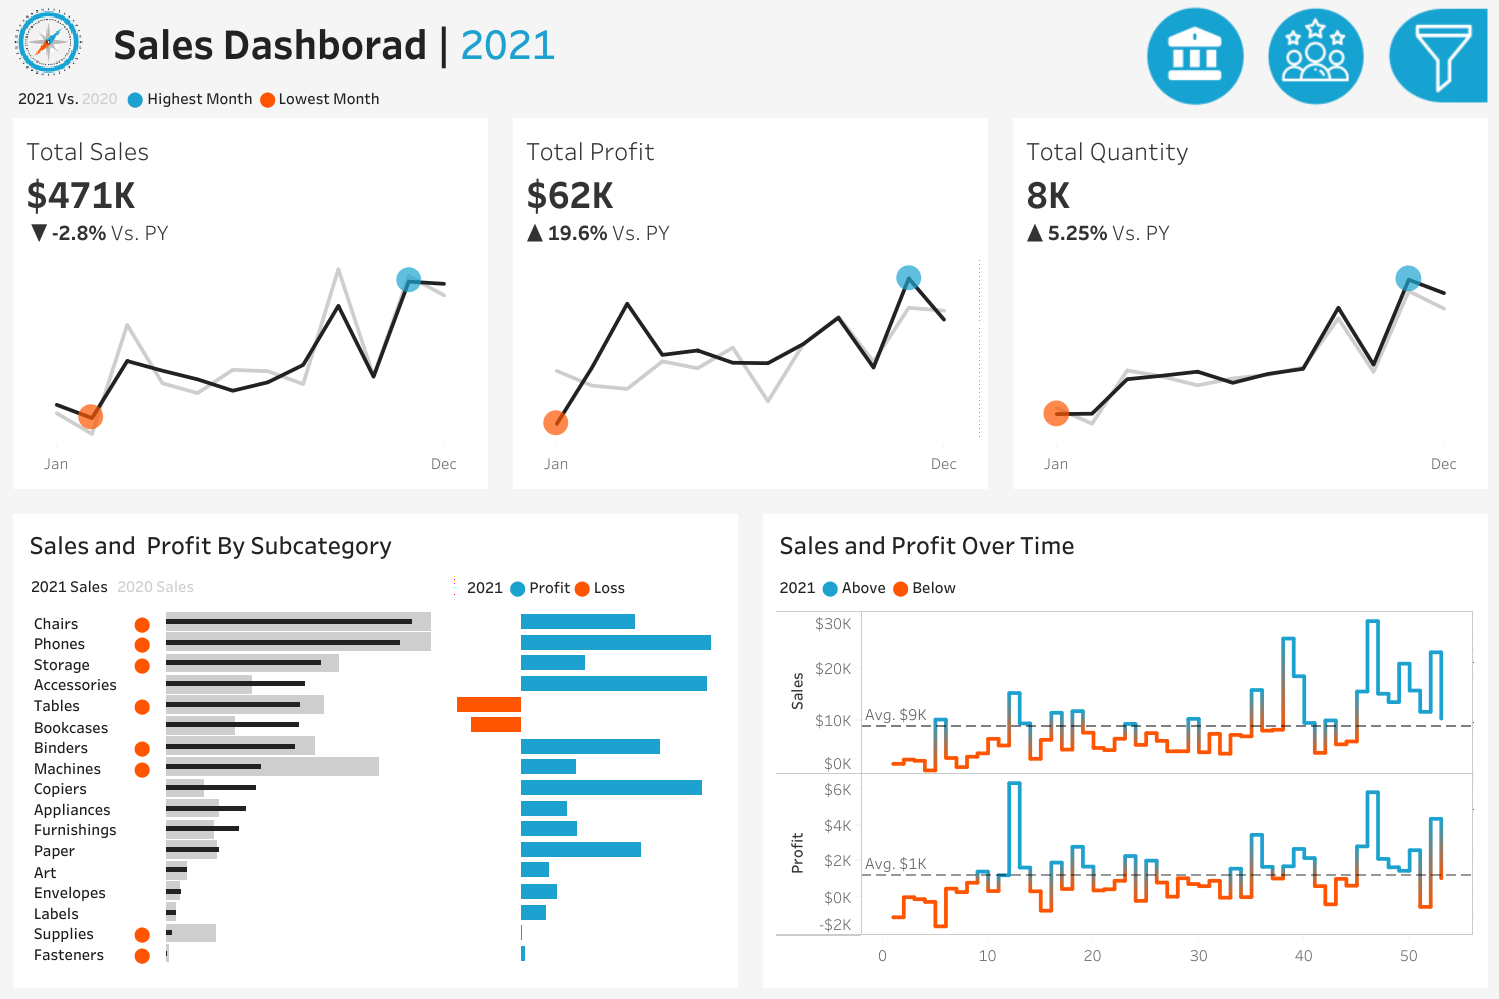 Sales Dashborad | 2021
2021 Vs. 2020 Highest Month Lowest Month
Total Sales
$471K
▼ -2.8% Vs. PY
Jan Dec
Total Profit
$62K
▲ 19.6% Vs. PY
Jan Dec
Total Quantity
8K
▲ 5.25% Vs. PY
Jan Dec
Sales and Profit By Subcategory
2021 Sales 2020 Sales
2021 Profit Loss
Chairs
Phones
Storage
Accessories
Tables
Bookcases
Binders
Machines
Copiers
Appliances
Furnishings
Paper
Art
Envelopes
Labels
Supplies
Fasteners
Sales and Profit Over Time
2021 Above Below
Sales
$30K
$20K
$10K
$0K
Avg. $9K
Profit
$6K
$4K
$2K
$0K
-$2K
Avg. $1K
0 10 20 30 40 50